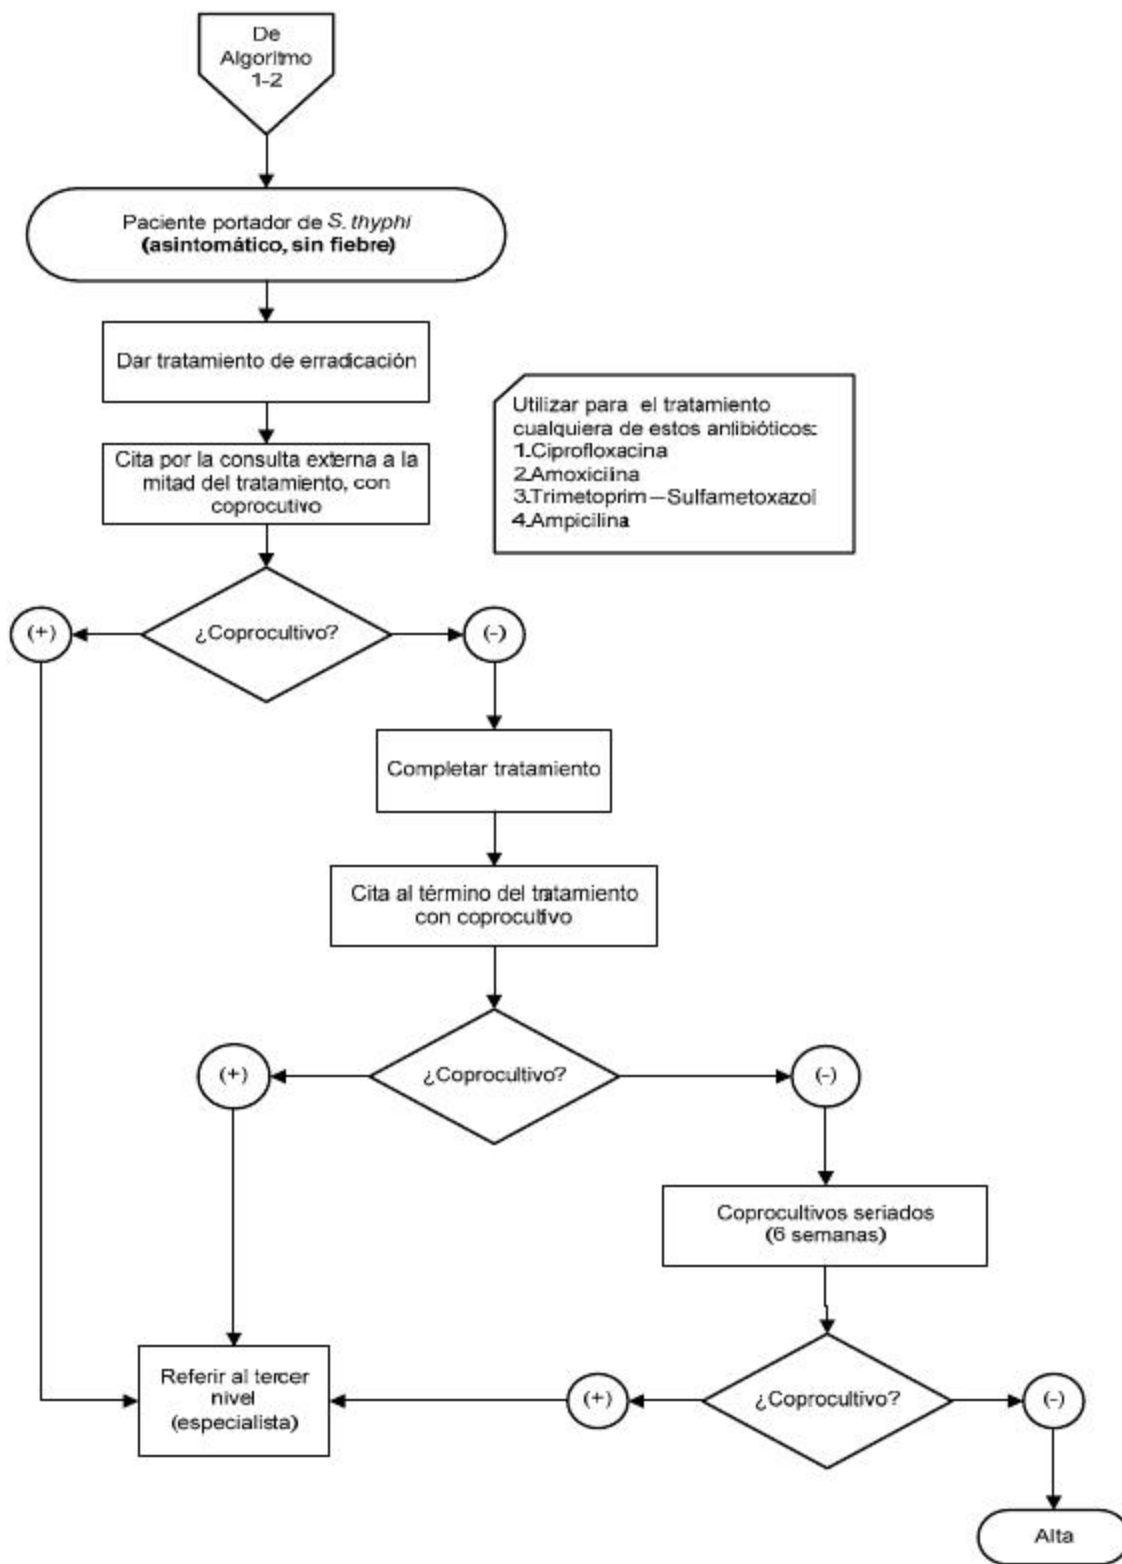 De
Algoritmo
1-2
Paciente portador de S. thyphi
(asintomático, sin fiebre)
Dar tratamiento de erradicación
Utilizar para el tratamiento
cualquiera de estos antibióticos:
1.Ciprofloxacina
2.Amoxicilina
3.Trimetoprim–Sulfametoxazol
4.Ampicilina
Cita por la consulta externa a la
mitad del tratamiento, con
coprocutivo
(+)
¿Coprocultivo?
(-)
Completar tratamiento
Cita al término del tratamiento
con coprocultivo
(+)
¿Coprocultivo?
(-)
Coprocultivos seriados
(6 semanas)
Referir al tercer
nivel
(especialista)
(+)
¿Coprocultivo?
(-)
Alta